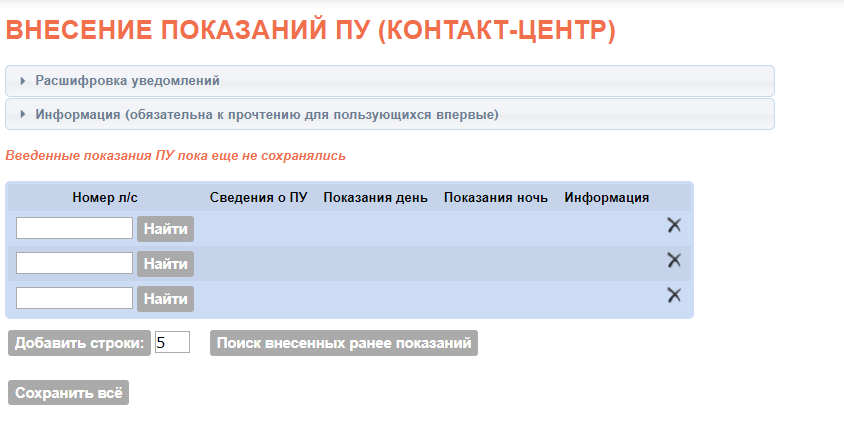 ВНЕСЕНИЕ ПОКАЗАНИЙ ПУ (КОНТАКТ-ЦЕНТР)
Расшифровка уведомлений
Информация (обязательна к прочтению для пользующихся впервые)
Введенные показания ПУ пока еще не сохранялись
Номер л/с Сведения о ПУ Показания день Показания ночь Информация
Найти
Найти
Найти
Добавить строки: 5 Поиск внесенных ранее показаний
Сохранить всё